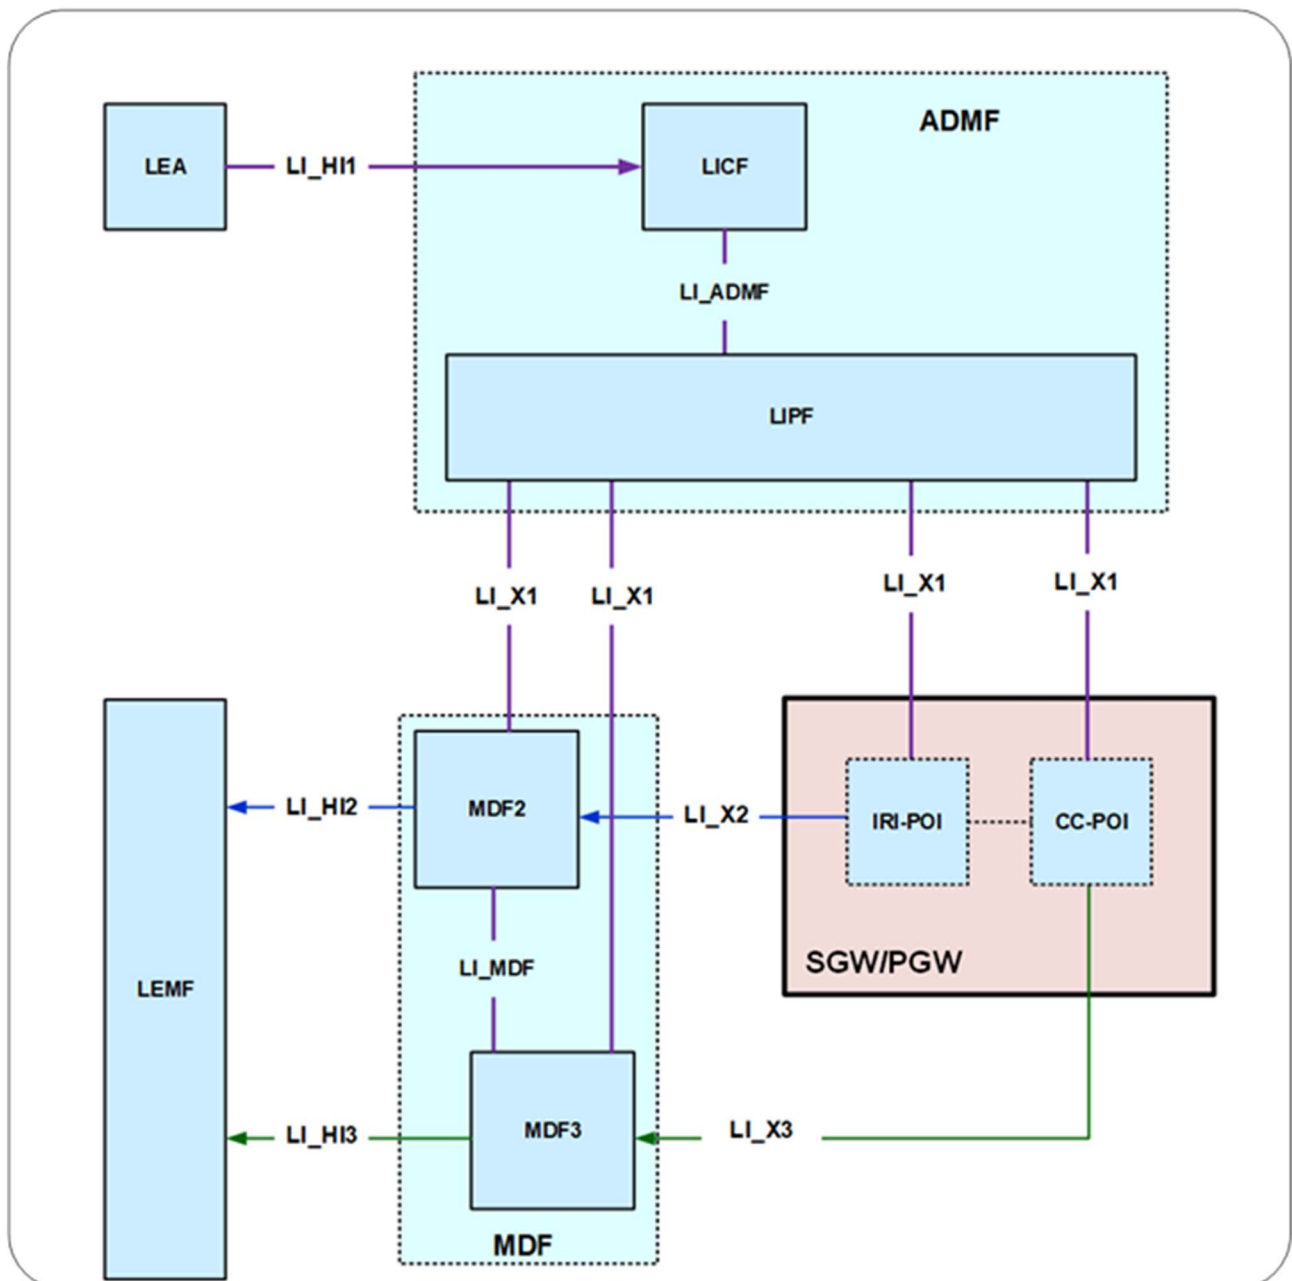 ADMF
LEA
LI_HI1
LICF
LI_ADMF
LIPF
LI_X1
LI_X1
LI_X1
LI_X1
MDF2
LI_HI2
LI_X2
IRI-POI
CC-POI
LI_MDF
SGW/PGW
LEMF
MDF3
LI_HI3
LI_X3
MDF